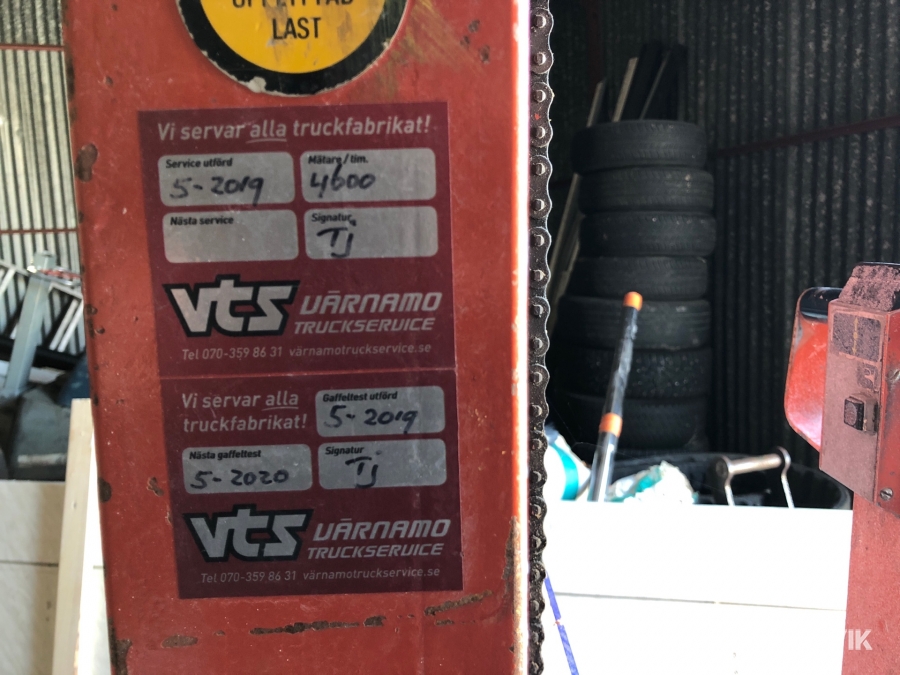 LAST
Vi servar alla truckfabrikat!
Service utförd
5-2019
Mätare/tim.
4600
Nästa service
Signatur
Tj
vts VÄRNAMO
TRUCKSERVICE
Tel 070-359 86 31 värnamotruckservice.se
Vi servar alla
truckfabrikat!
Gaffeltest utförd
5-2019
Nästa gaffeltest
5-2020
Signatur
Tj
vts VÄRNAMO
TRUCKSERVICE
Tel 070-359 86 31 värnamotruckservice.se